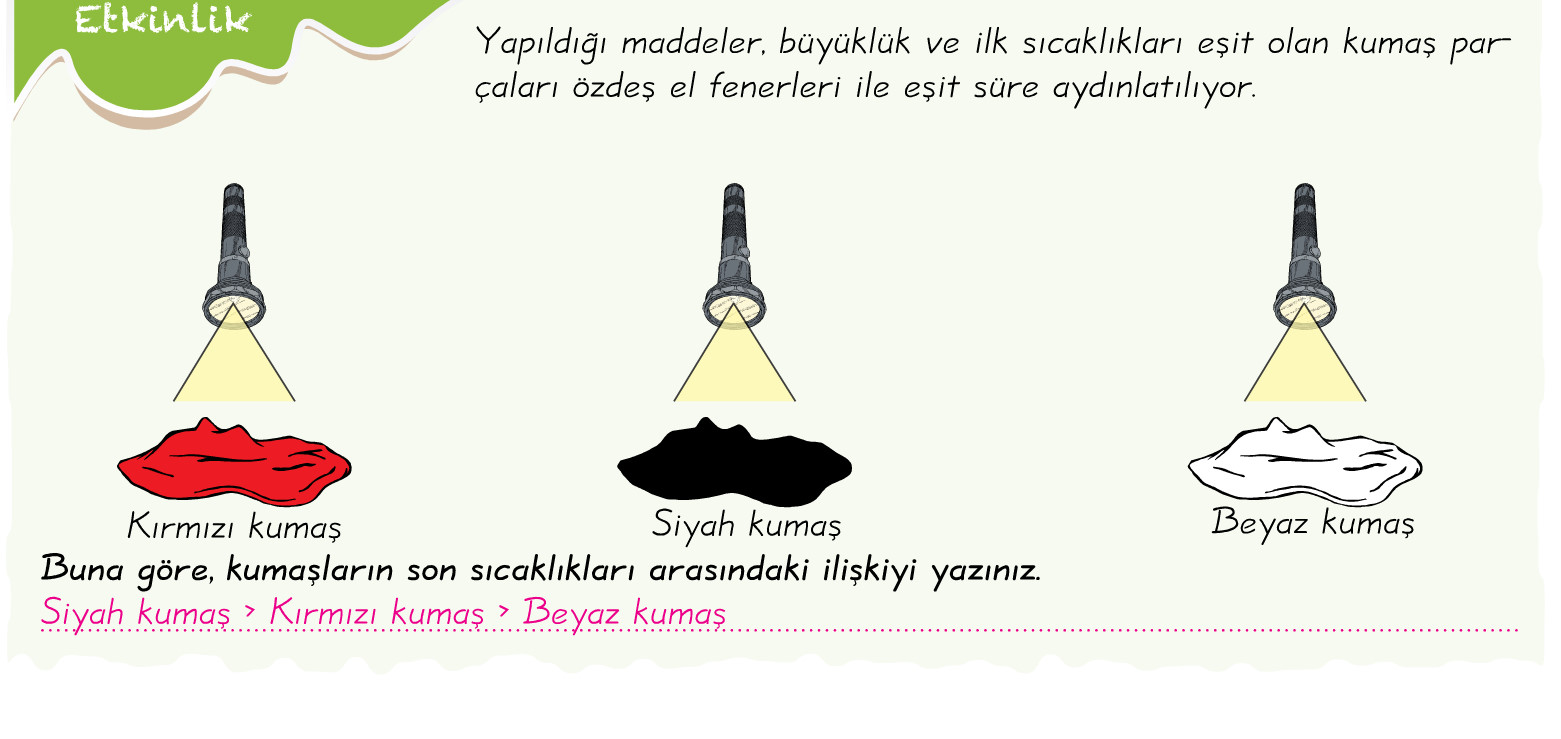 Etkinlik
Yapıldığı maddeler, büyüklük ve ilk sıcaklıkları eşit olan kumaş par-
çaları özdeş el fenerleri ile eşit süre aydınlatılıyor.
Kırmızı kumaş
Siyah kumaş
Beyaz kumaş
Buna göre, kumaşların son sıcaklıkları arasındaki ilişkiyi yazınız.
Siyah kumaş > Kırmızı kumaş > Beyaz kumaş